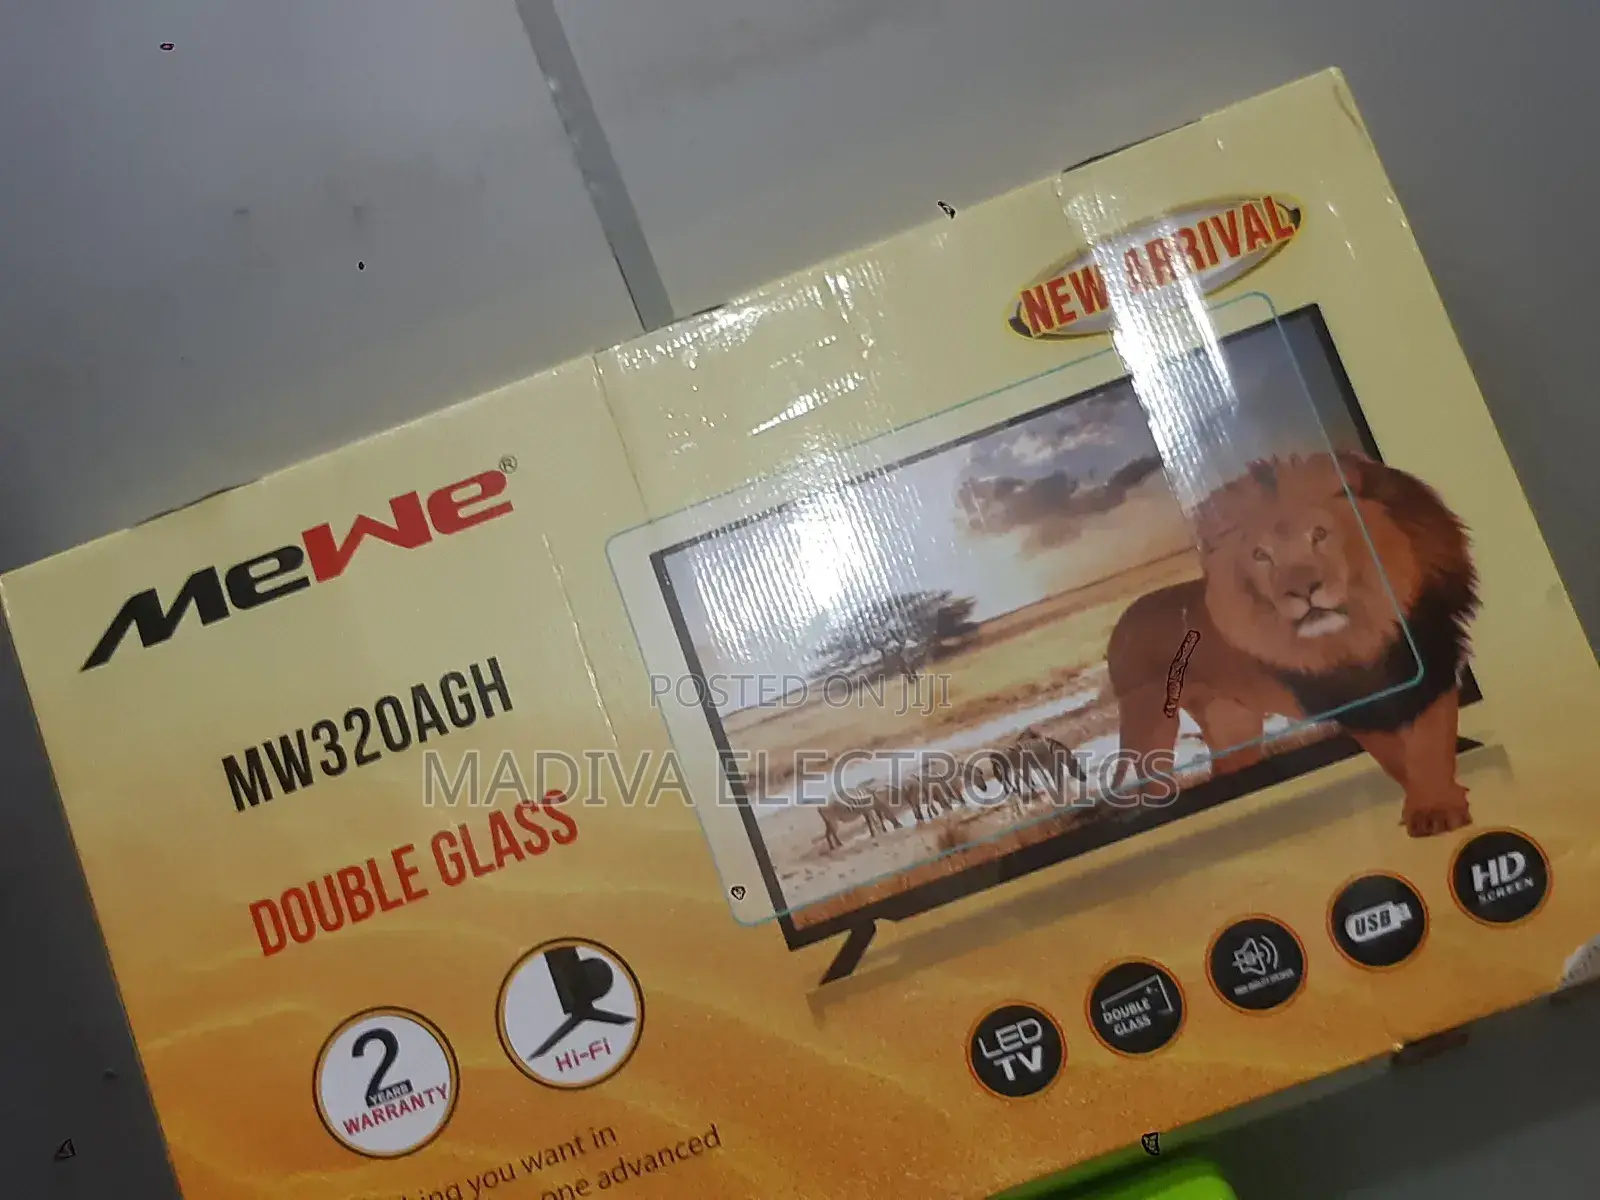 NEW ARRIVAL
MeWe®
MW320AGH
DOUBLE GLASS
POSTED ON JIJI
MADIVA ELECTRONICS
HD
SCREEN
USB
DOUBLE
GLASS
LED
TV
Hi-Fi
2
YEARS
WARRANTY
you want in
one advanced